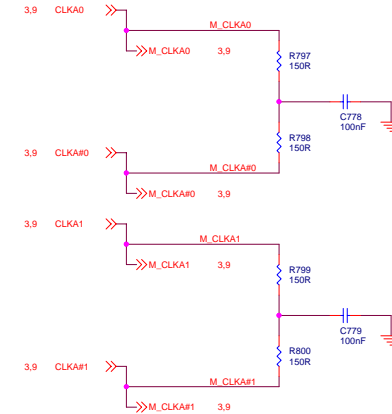 3,9 CLKA0
M_CLKA0
M_CLKA0 3,9
R797
150R
C778
100nF
R798
150R
3,9 CLKA#0
M_CLKA#0
M_CLKA#0 3,9
3,9 CLKA1
M_CLKA1
M_CLKA1 3,9
R799
150R
C779
100nF
R800
150R
3,9 CLKA#1
M_CLKA#1
M_CLKA#1 3,9